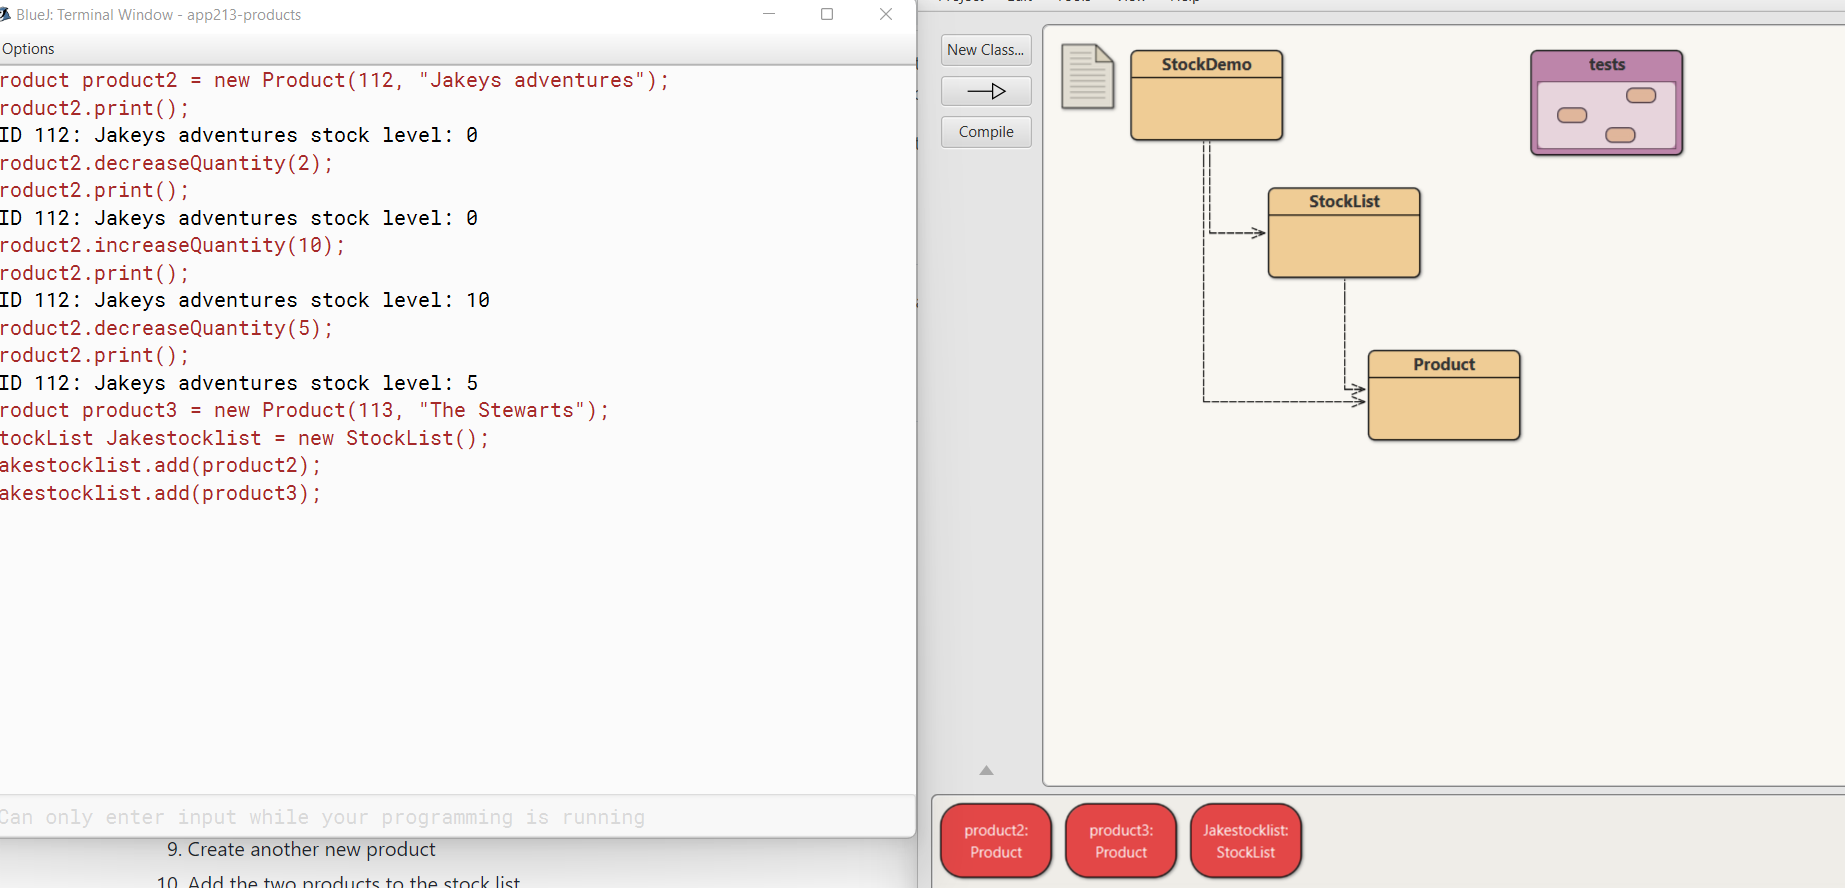 BlueJ: Terminal Window - app213-products
Options
roduct product2 = new Product(112, "Jakeys adventures");
roduct2.print();
ID 112: Jakeys adventures stock level: 0
roduct2.decreaseQuantity(2);
roduct2.print();
ID 112: Jakeys adventures stock level: 0
roduct2.increaseQuantity(10);
roduct2.print();
ID 112: Jakeys adventures stock level: 10
roduct2.decreaseQuantity(5);
roduct2.print();
ID 112: Jakeys adventures stock level: 5
roduct product3 = new Product(113, "The Stewarts");
tockList Jakestocklist = new StockList();
akestocklist.add(product2);
akestocklist.add(product3);
Can only enter input while your programming is running
9. Create another new product
10. Add the two products to the stock list
New Class...
Compile
StockDemo
tests
StockList
Product
product2:
Product
product3:
Product
Jakestocklist:
StockList